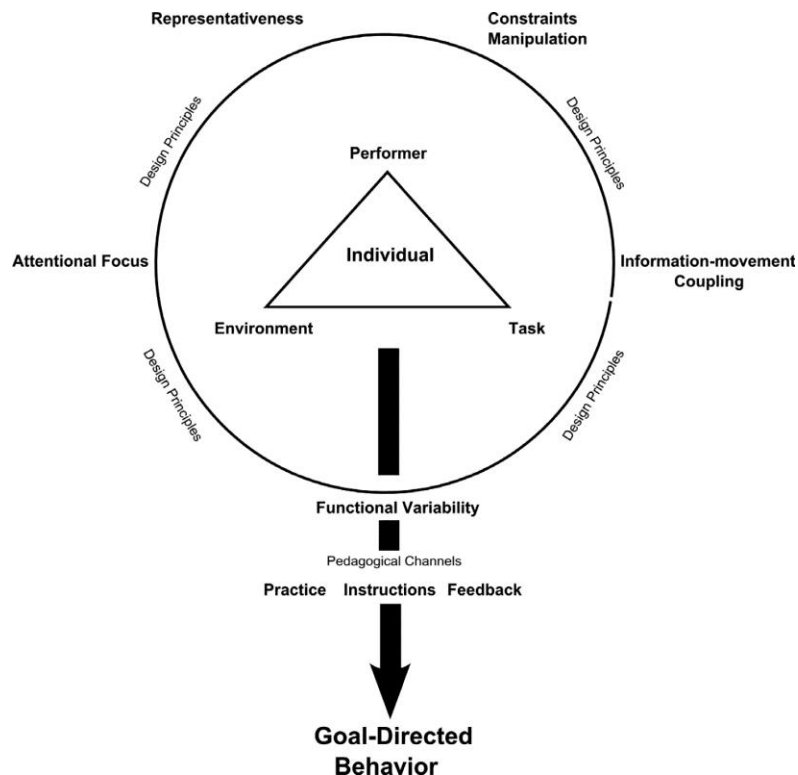 Representativeness
Constraints
Manipulation
Design Principles
Design Principles
Performer
Attentional Focus
Individual
Information-movement
Coupling
Environment
Task
Design Principles
Design Principles
Functional Variability
Pedagogical Channels
Practice Instructions Feedback
Goal-Directed
Behavior